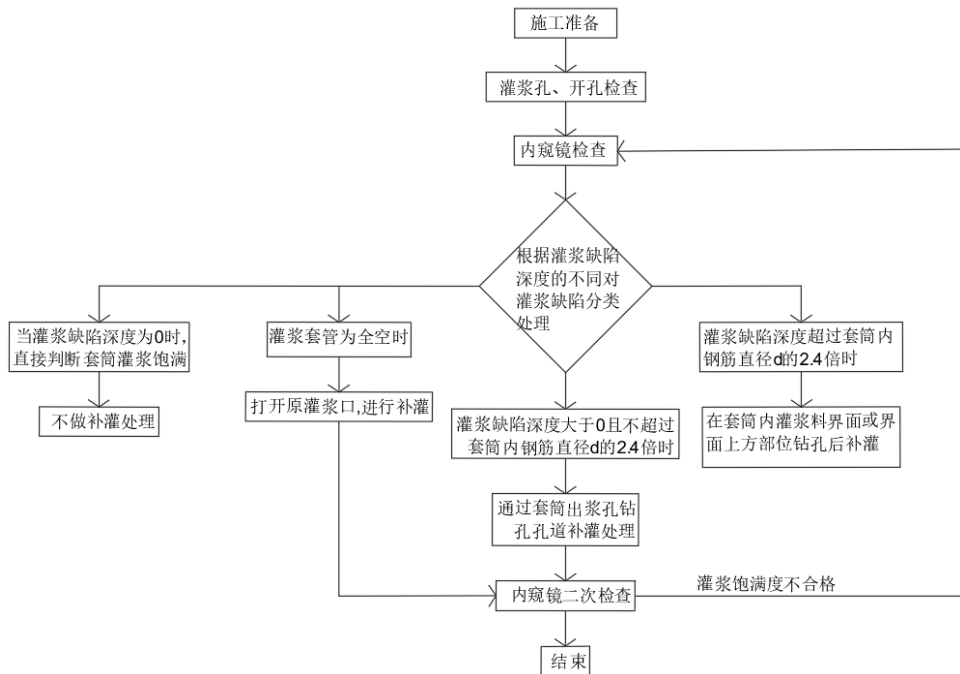 施工准备
灌浆孔、开孔检查
内窥镜检查
根据灌浆缺陷
深度的不同对
灌浆缺陷分类
处理
当灌浆缺陷深度为0时,
直接判断套筒灌浆饱满
不做补灌处理
灌浆套管为全空时
打开原灌浆口,进行补灌
灌浆缺陷深度大于0且不超过
套筒内钢筋直径d的2.4倍时
通过套筒出浆孔钻
孔孔道补灌处理
灌浆缺陷深度超过套筒内
钢筋直径d的2.4倍时
在套筒内灌浆料界面或界
面上方部位钻孔后补灌
内窥镜二次检查
灌浆饱满度不合格
结束